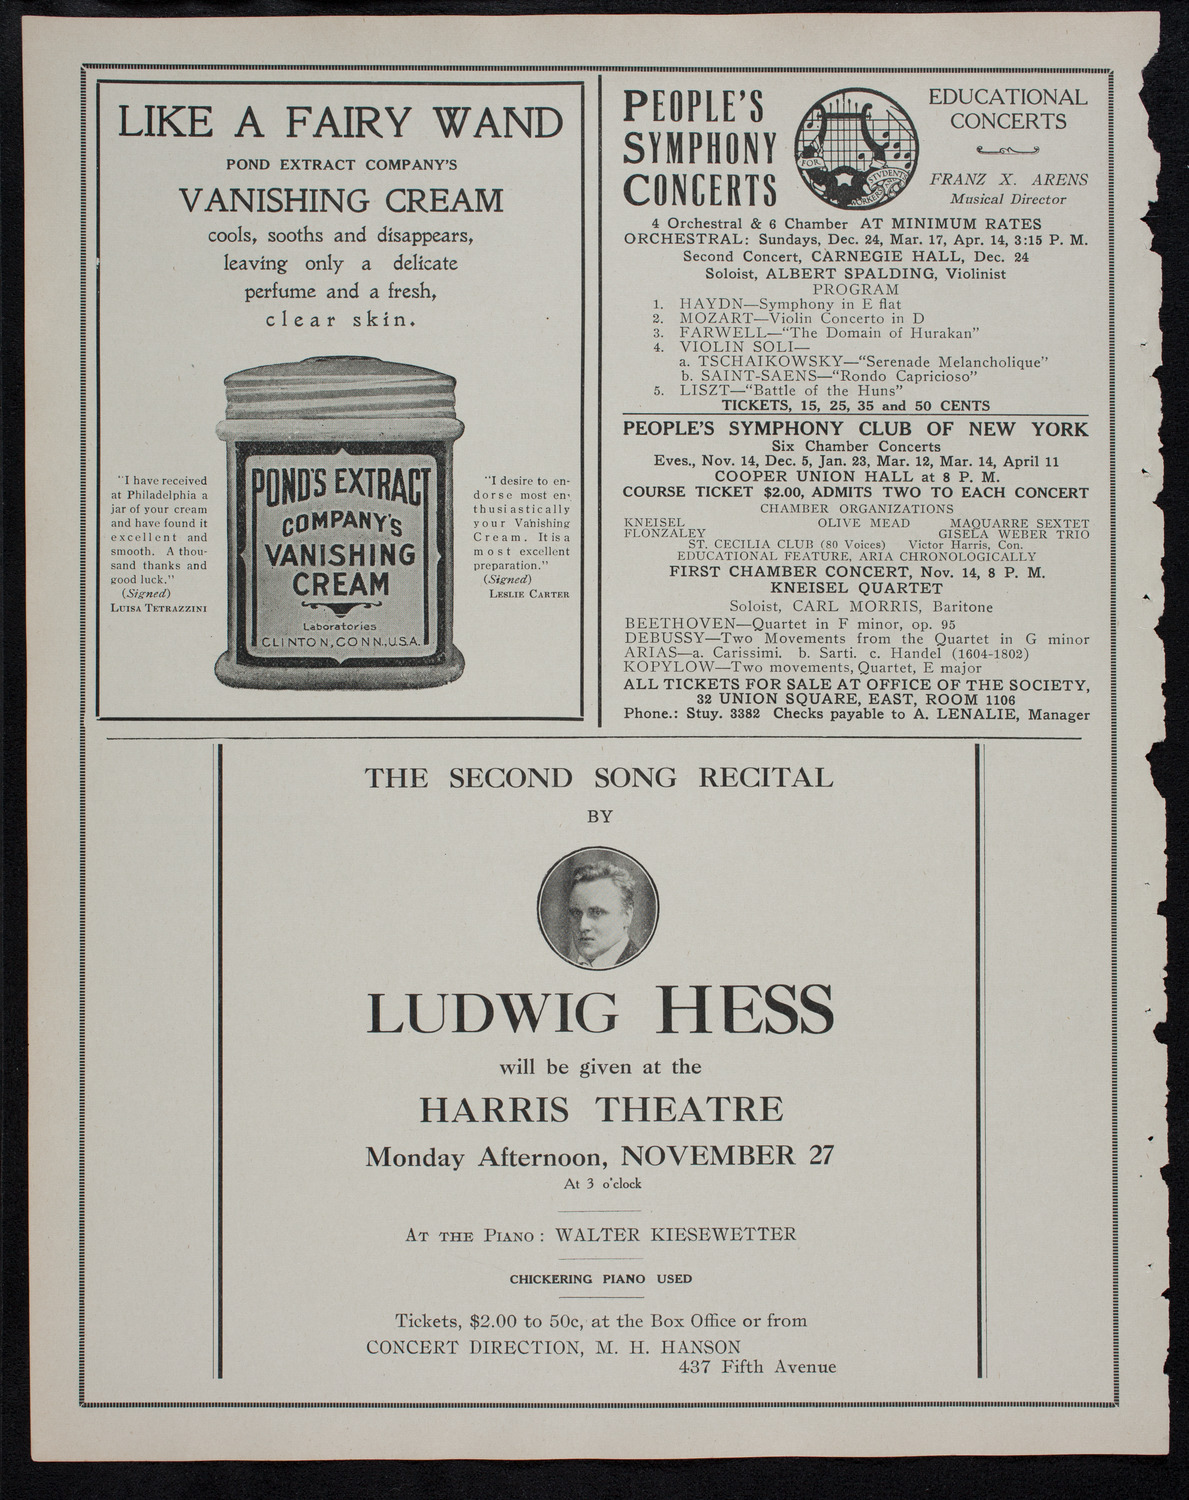 LIKE A FAIRY WAND
POND EXTRACT COMPANY'S
VANISHING CREAM
cools, sooths and disappears,
leaving only a delicate
perfume and a fresh,
clear skin.
"I have received
at Philadelphia a
jar of your cream
and have found it
excellent and
smooth. A thou-
sand thanks and
good luck."
(Signed)
LUISA TETRAZZINI
POND'S EXTRACT
COMPANY'S
VANISHING
CREAM
Laboratories
CLINTON, CONN., U.S.A.
"I desire to en-
dorse most en-
thusiastically
your Vanishing
Cream. It is a
most excellent
preparation."
(Signed)
LESLIE CARTER
PEOPLE'S
SYMPHONY
CONCERTS
FOR
STVDENTS
WORKERS
EDUCATIONAL
CONCERTS
FRANZ X. ARENS
Musical Director
4 Orchestral & 6 Chamber AT MINIMUM RATES
ORCHESTRAL: Sundays, Dec. 24, Mar. 17, Apr. 14, 3:15 P. M.
Second Concert, CARNEGIE HALL, Dec. 24
Soloist, ALBERT SPALDING, Violinist
PROGRAM
1. HAYDN—Symphony in E flat
2. MOZART—Violin Concerto in D
3. FARWELL—"The Domain of Hurakan"
4. VIOLIN SOLI—
a. TSCHAIKOWSKY—"Serenade Melancholique"
b. SAINT-SAENS—"Rondo Capricioso"
5. LISZT—"Battle of the Huns"
TICKETS, 15, 25, 35 and 50 CENTS
PEOPLE'S SYMPHONY CLUB OF NEW YORK
Six Chamber Concerts
Eves., Nov. 14, Dec. 5, Jan. 23, Mar. 12, Mar. 14, April 11
COOPER UNION HALL at 8 P. M.
COURSE TICKET $2.00, ADMITS TWO TO EACH CONCERT
CHAMBER ORGANIZATIONS
KNEISEL OLIVE MEAD MAQUARRE SEXTET
FLONZALEY GISELA WEBER TRIO
ST. CECILIA CLUB (80 Voices) Victor Harris, Con.
EDUCATIONAL FEATURE, ARIA CHRONOLOGICALLY
FIRST CHAMBER CONCERT, Nov. 14, 8 P. M.
KNEISEL QUARTET
Soloist, CARL MORRIS, Baritone
BEETHOVEN—Quartet in F minor, op. 95
DEBUSSY—Two Movements from the Quartet in G minor
ARIAS—a. Carissimi. b. Sarti. c. Handel (1604-1802)
KOPYLOW—Two movements, Quartet, E major
ALL TICKETS FOR SALE AT OFFICE OF THE SOCIETY,
32 UNION SQUARE, EAST, ROOM 1106
Phone.: Stuy. 3382 Checks payable to A. LENALIE, Manager
THE SECOND SONG RECITAL
BY
LUDWIG HESS
will be given at the
HARRIS THEATRE
Monday Afternoon, NOVEMBER 27
At 3 o'clock
AT THE PIANO: WALTER KIESEWETTER
CHICKERING PIANO USED
Tickets, $2.00 to 50c, at the Box Office or from
CONCERT DIRECTION, M. H. HANSON
437 Fifth Avenue